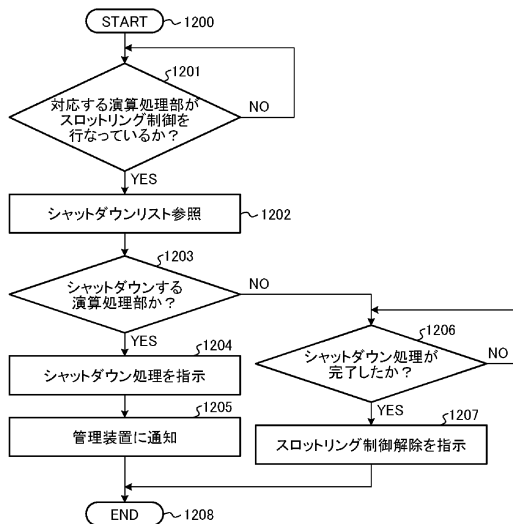 START
1200
1201
対応する演算処理部が
スロットリング制御を
行なっているか？
NO
YES
シャットダウンリスト参照
1202
1203
シャットダウンする
演算処理部か？
NO
YES
1204
シャットダウン処理を指示
1205
管理装置に通知
1206
シャットダウン処理が
完了したか？
NO
YES
1207
スロットリング制御解除を指示
END
1208